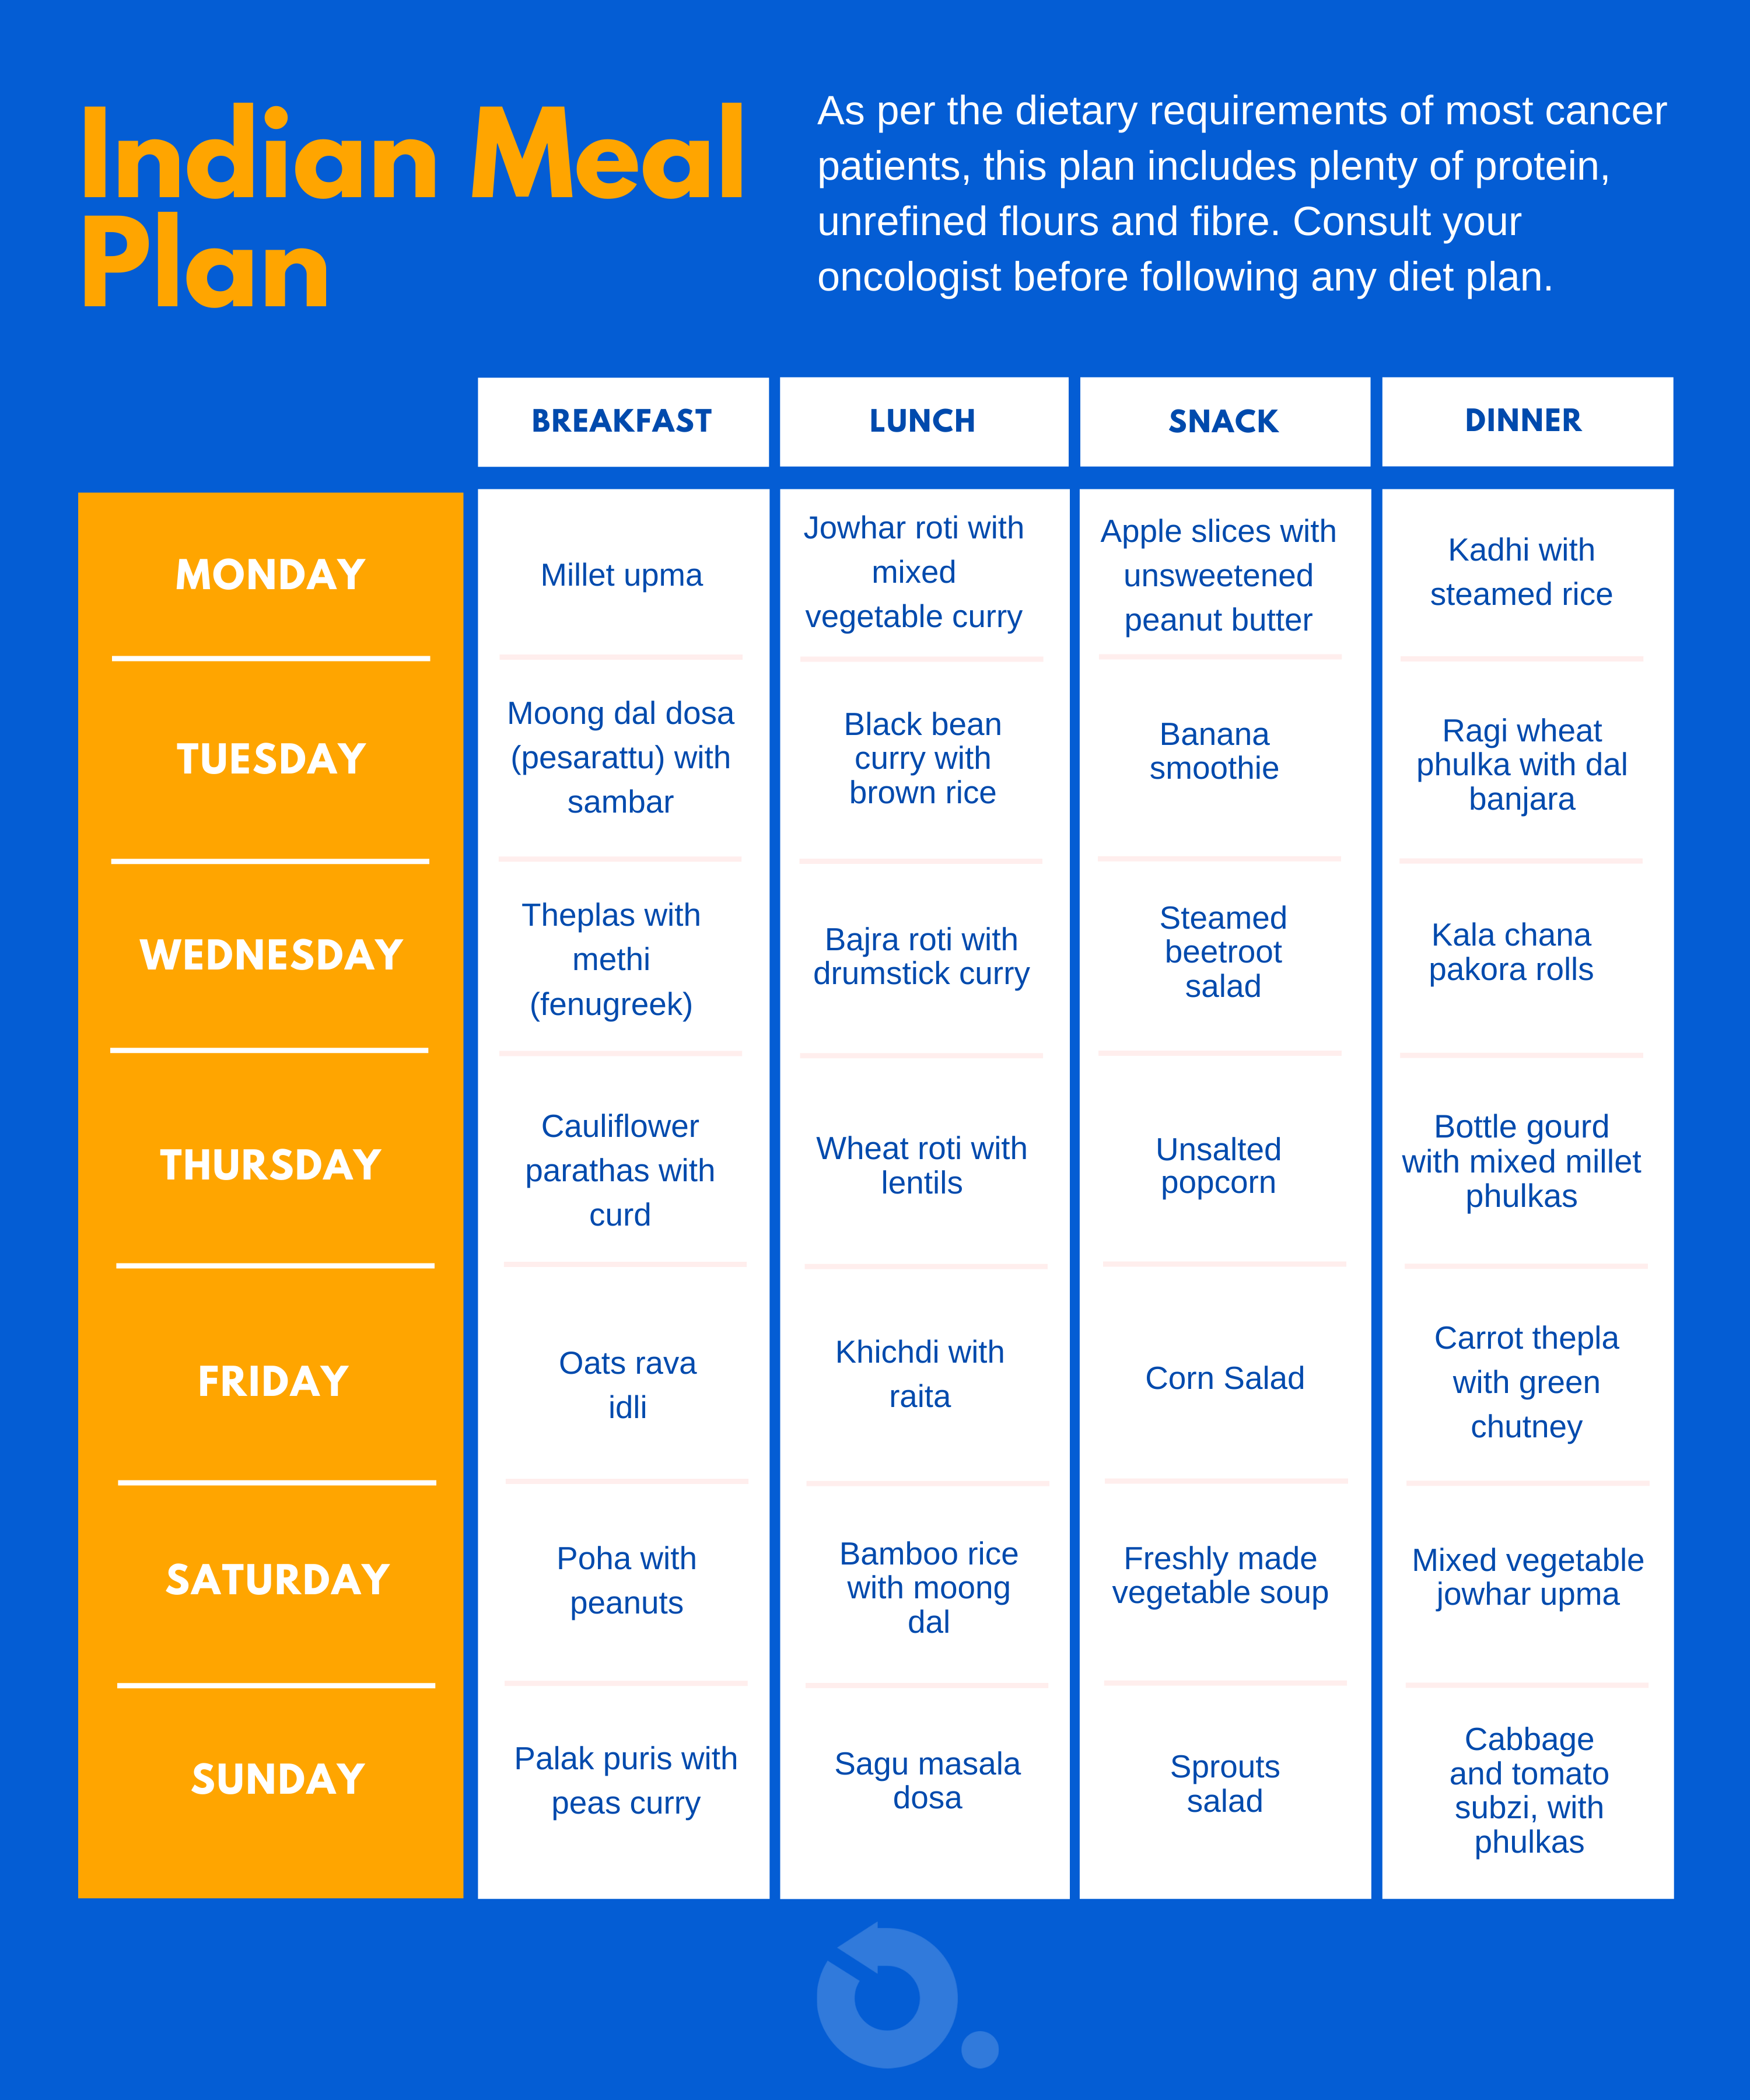 Indian Meal
Plan
As per the dietary requirements of most cancer
patients, this plan includes plenty of protein,
unrefined flours and fibre. Consult your
oncologist before following any diet plan.
BREAKFAST
LUNCH
SNACK
DINNER
MONDAY
Millet upma
Jowhar roti with
mixed
vegetable curry
Apple slices with
unsweetened
peanut butter
Kadhi with
steamed rice
TUESDAY
Moong dal dosa
(pesarattu) with
sambar
Black bean
curry with
brown rice
Banana
smoothie
Ragi wheat
phulka with dal
banjara
WEDNESDAY
Theplas with
methi
(fenugreek)
Bajra roti with
drumstick curry
Steamed
beetroot
salad
Kala chana
pakora rolls
THURSDAY
Cauliflower
parathas with
curd
Wheat roti with
lentils
Unsalted
popcorn
Bottle gourd
with mixed millet
phulkas
FRIDAY
Oats rava
idli
Khichdi with
raita
Corn Salad
Carrot thepla
with green
chutney
SATURDAY
Poha with
peanuts
Bamboo rice
with moong
dal
Freshly made
vegetable soup
Mixed vegetable
jowhar upma
SUNDAY
Palak puris with
peas curry
Sagu masala
dosa
Sprouts
salad
Cabbage
and tomato
subzi, with
phulkas